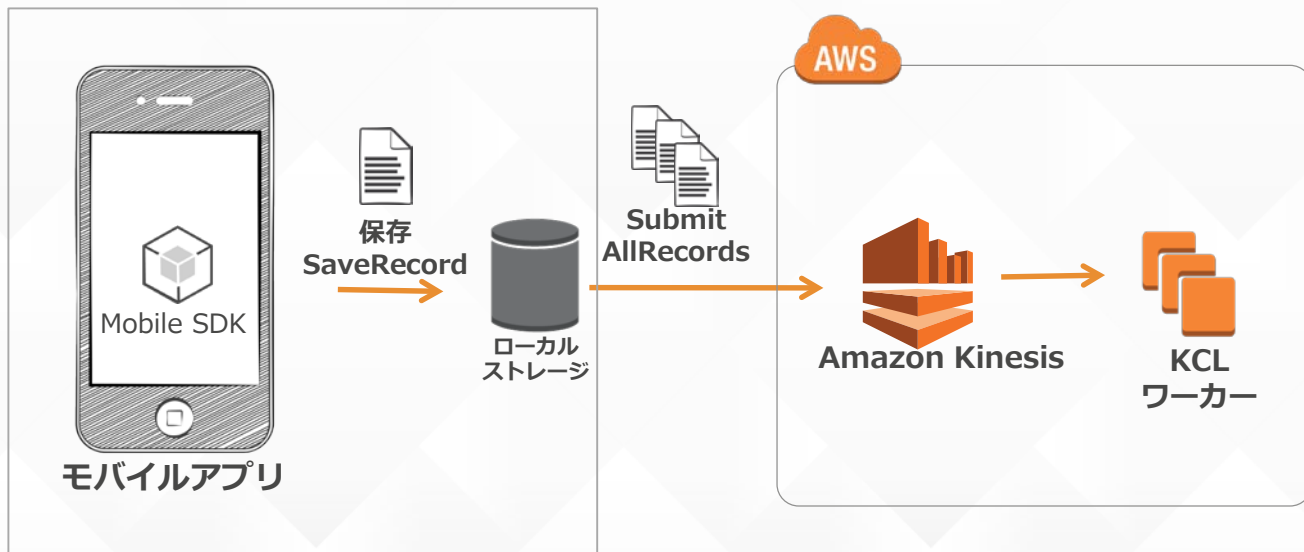 AWS
保存
SaveRecord
Submit
AllRecords
Mobile SDK
ローカル
ストレージ
Amazon Kinesis
KCL
ワーカー
モバイルアプリ